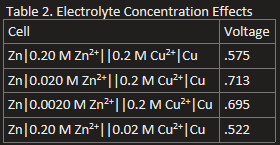 Table 2. Electrolyte Concentration Effects
Cell Voltage
Zn|0.20 M Zn²⁺||0.2 M Cu²⁺|Cu .575
Zn|0.020 M Zn²⁺||0.2 M Cu²⁺|Cu .713
Zn|0.0020 M Zn²⁺||0.2 M Cu²⁺|Cu .695
Zn|0.20 M Zn²⁺||0.02 M Cu²⁺|Cu .522